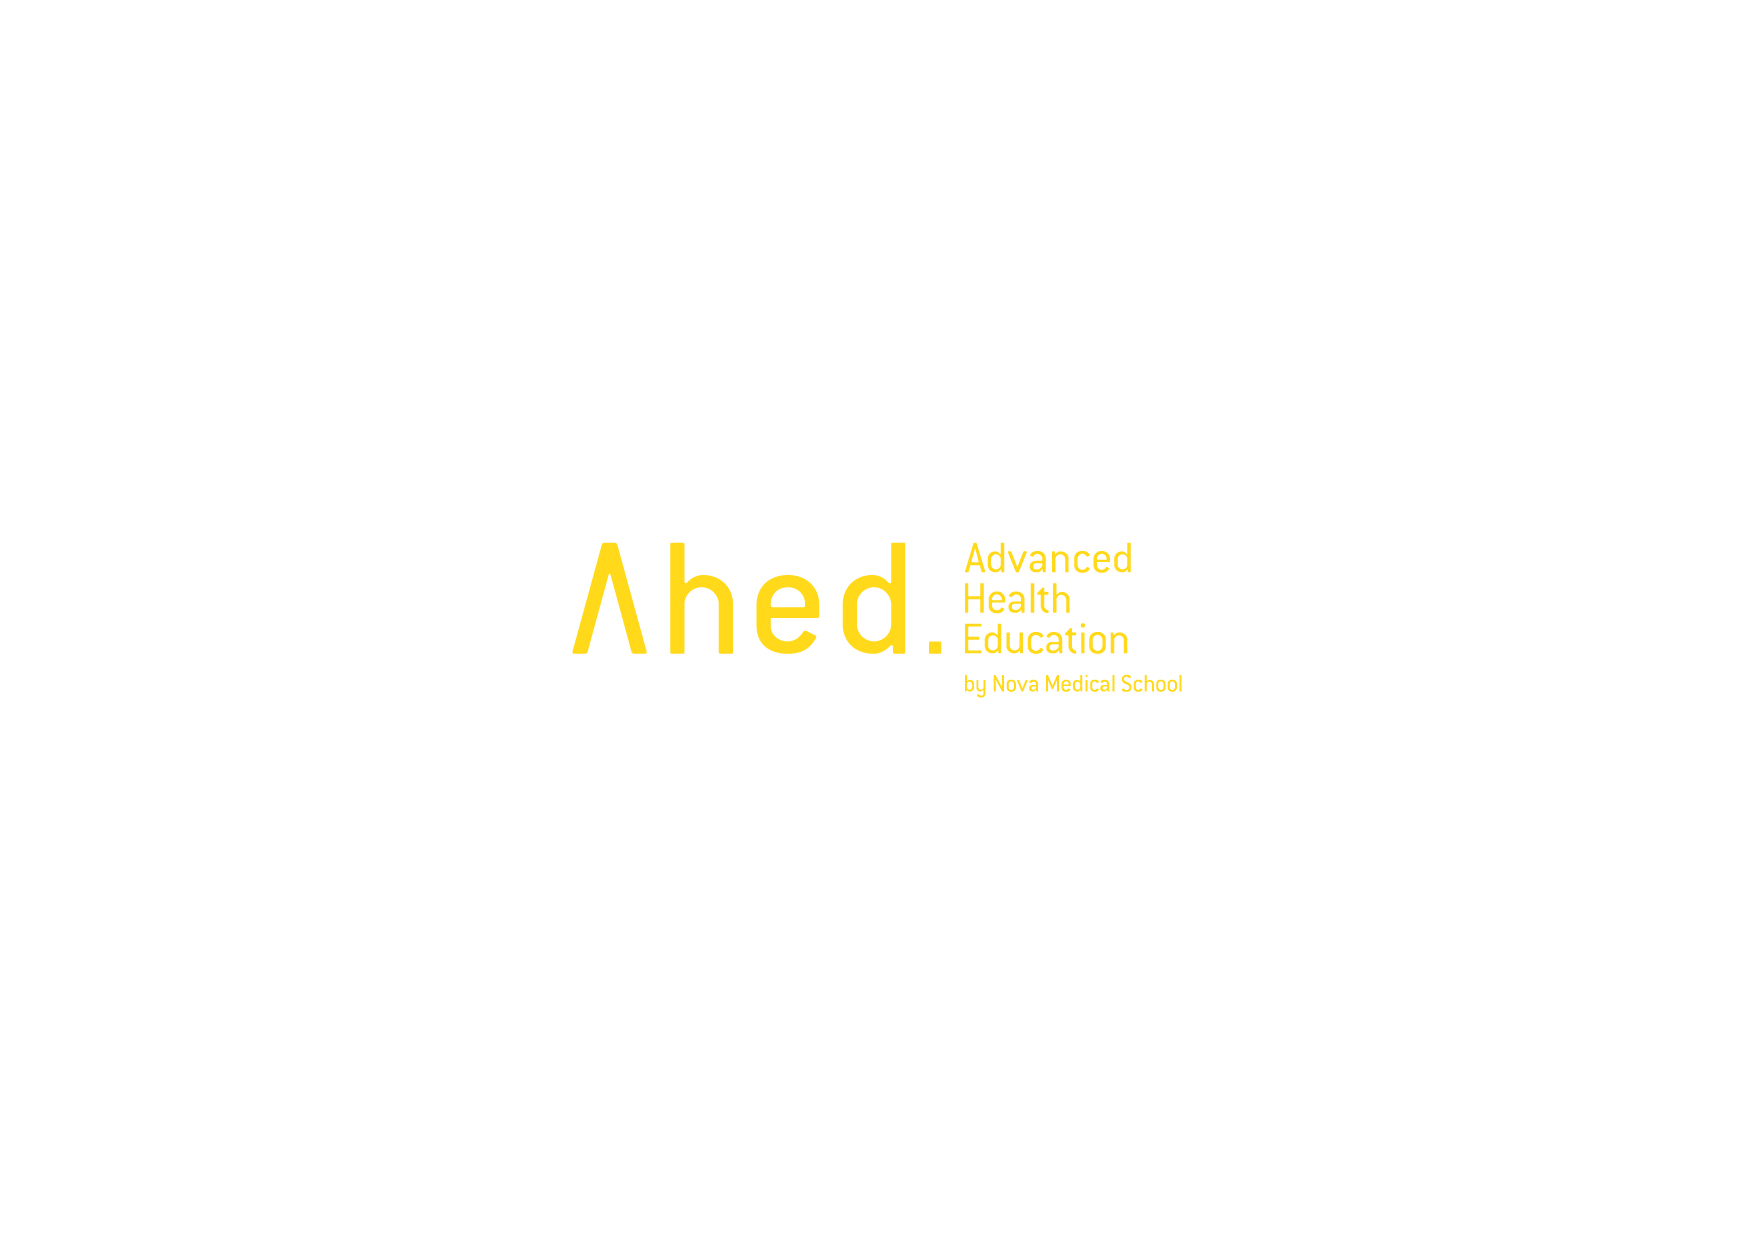 Ahed.
Advanced
Health
Education
by Nova Medical School